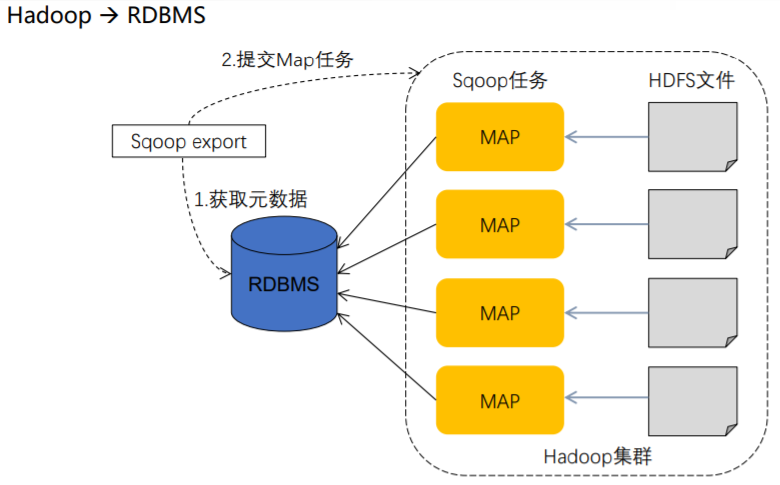 Hadoop → RDBMS
2.提交Map任务
Sqoop任务
HDFS文件
Sqoop export
MAP
1.获取元数据
MAP
RDBMS
MAP
MAP
Hadoop集群